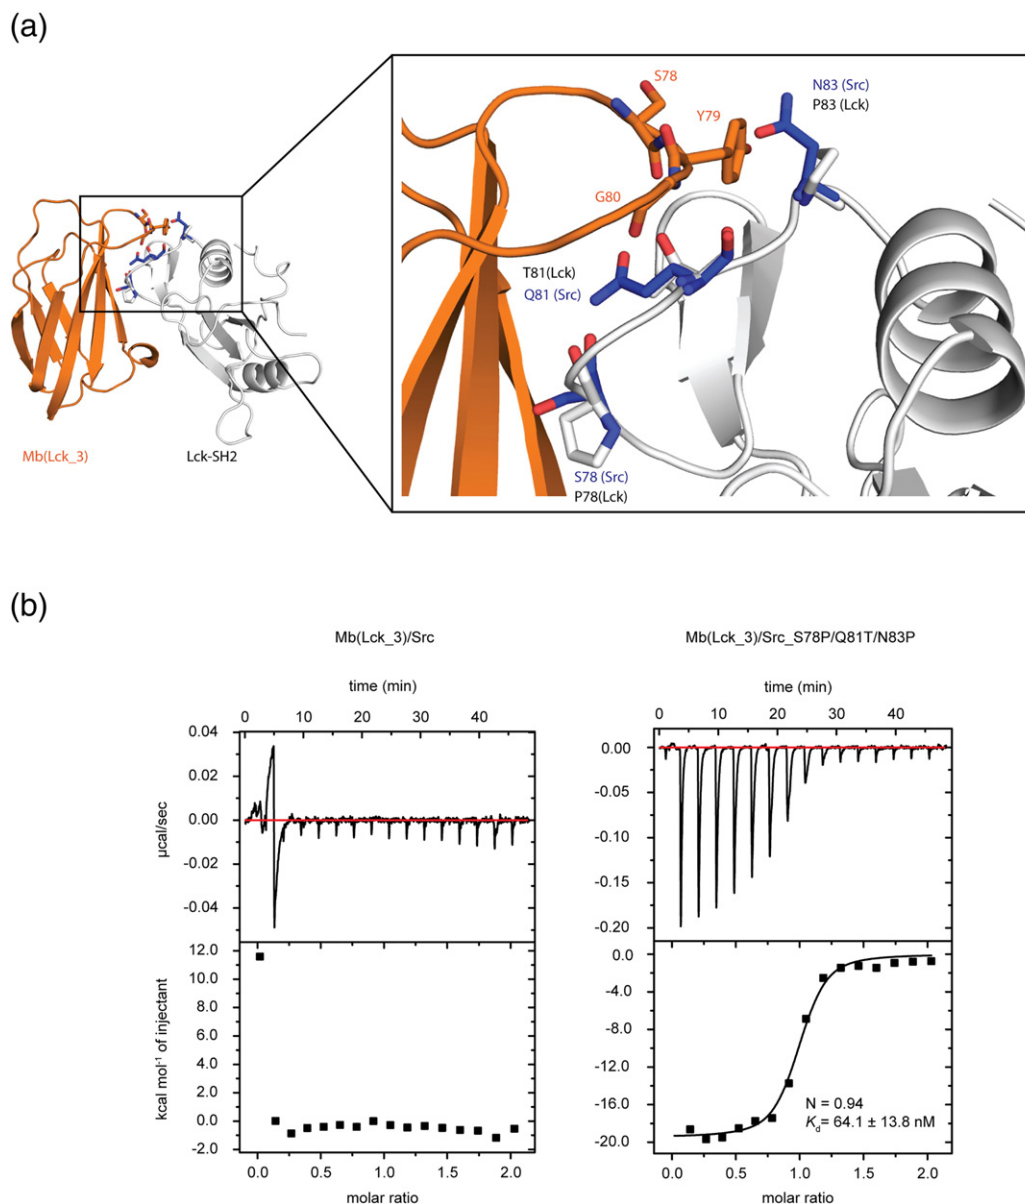 (a)
S78
N83 (Src)
P83 (Lck)
Y79
G80
T81(Lck)
Q81 (Src)
S78 (Src)
P78(Lck)
Mb(Lck_3)
Lck-SH2
(b)
Mb(Lck_3)/Src
time (min)
0 10 20 30 40
0.04
0.02
0.00
-0.02
-0.04
µcal/sec
12.0
10.0
8.0
6.0
4.0
2.0
0.0
-2.0
kcal mol⁻¹ of injectant
0.0 0.5 1.0 1.5 2.0
molar ratio
Mb(Lck_3)/Src_S78P/Q81T/N83P
time (min)
0 10 20 30 40
0.00
-0.05
-0.10
-0.15
-0.20
0.0
-4.0
-8.0
-12.0
-16.0
-20.0
N = 0.94
Kd= 64.1 ± 13.8 nM
0.0 0.5 1.0 1.5 2.0
molar ratio